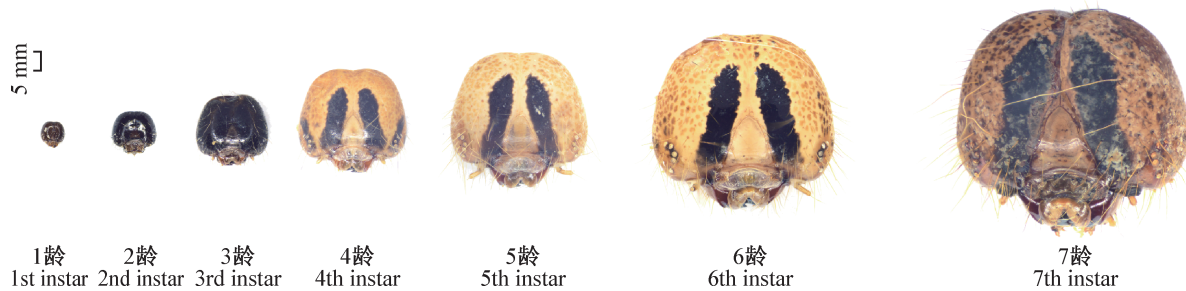 5 mm
1龄 2龄 3龄 4龄 5龄 6龄 7龄
1st instar 2nd instar 3rd instar 4th instar 5th instar 6th instar 7th instar